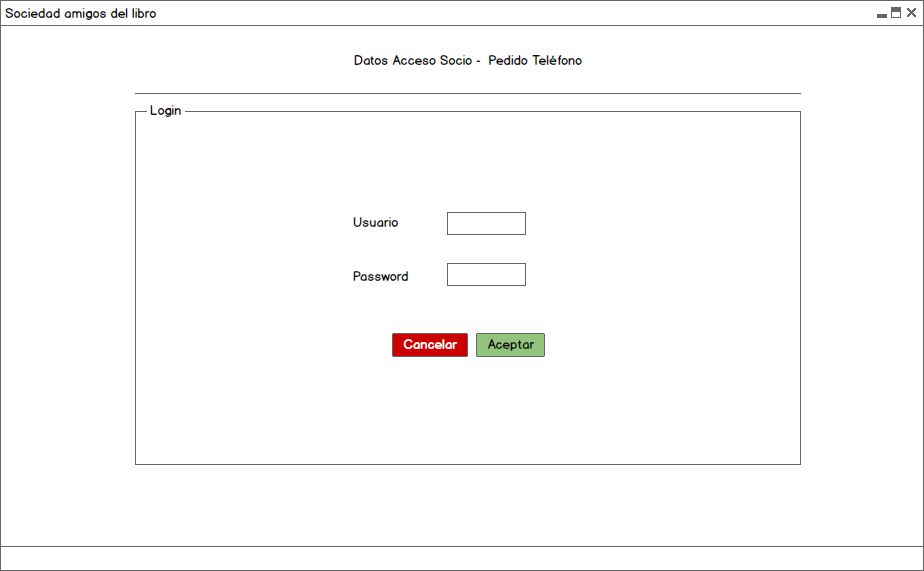 Sociedad amigos del libro
Datos Acceso Socio - Pedido Teléfono
Login
Usuario
Password
Cancelar Aceptar